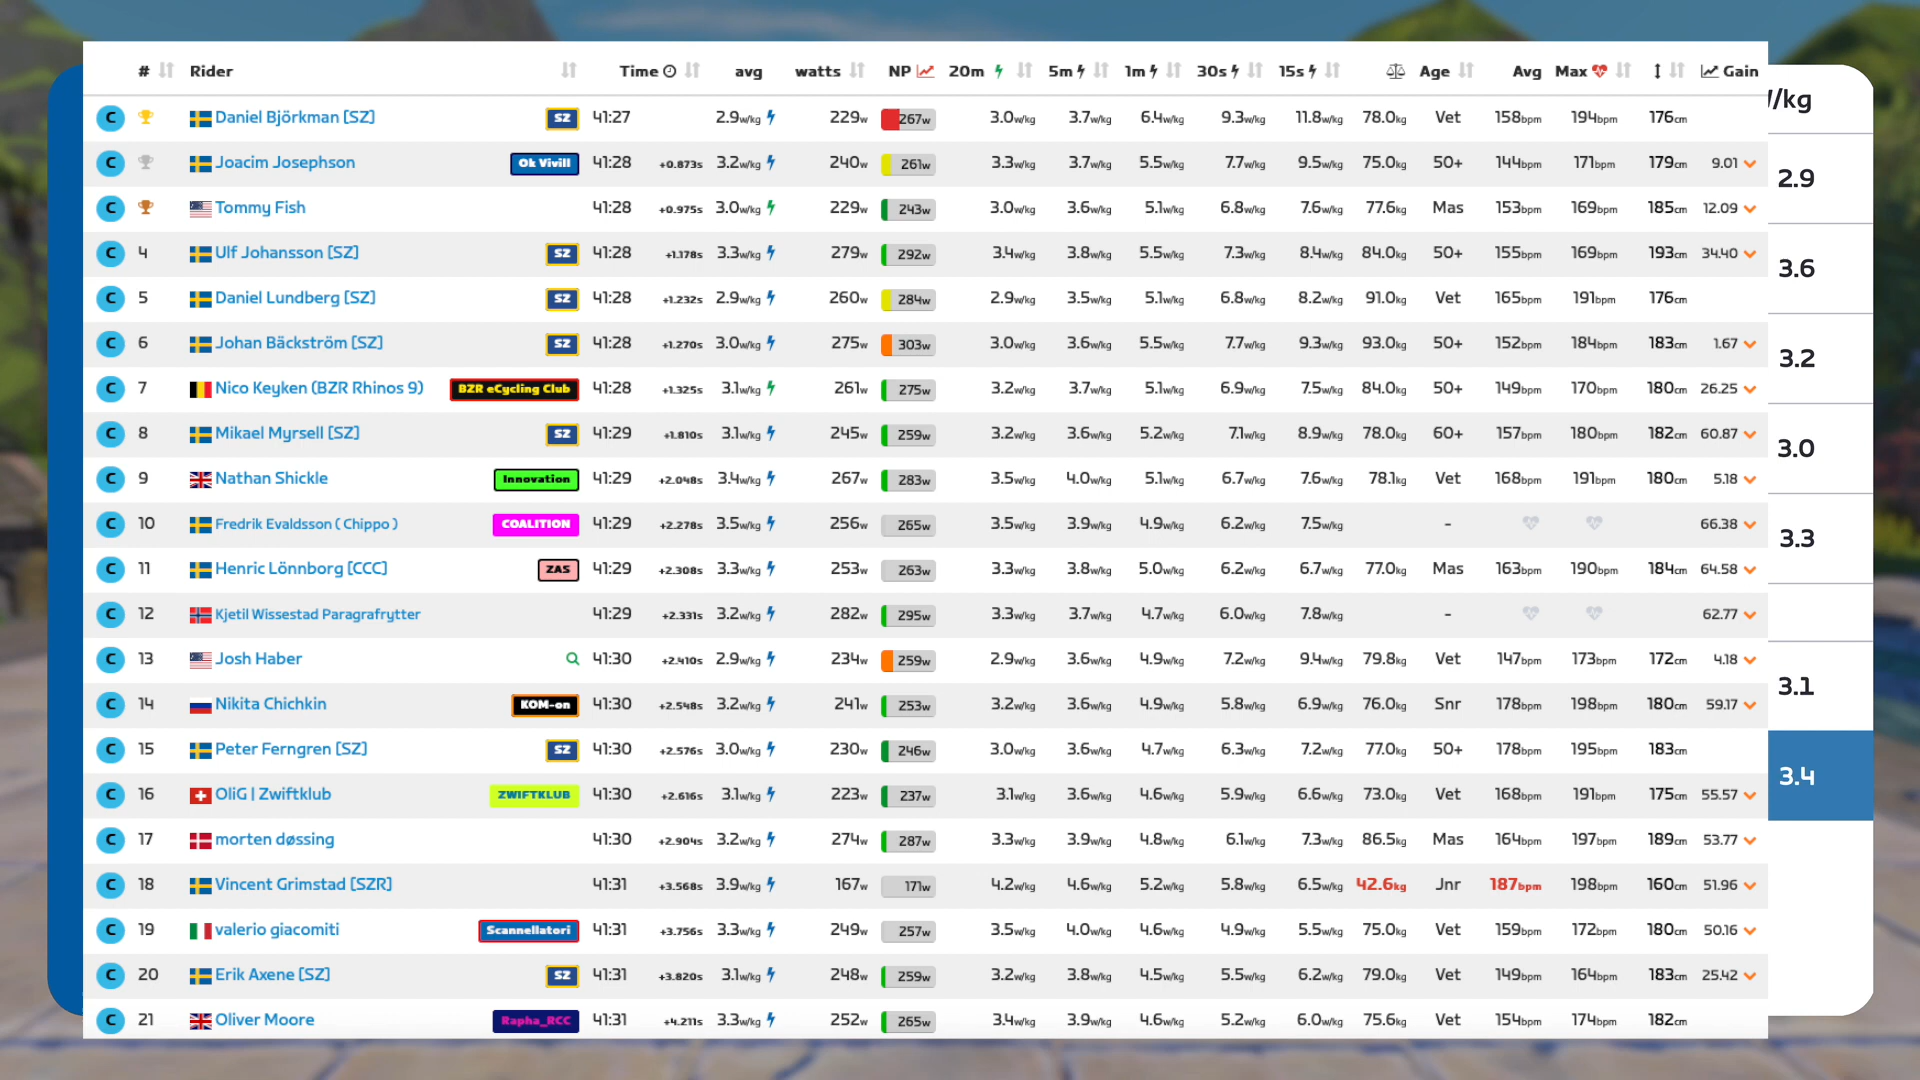 # Rider Time avg watts NP 20m 5m 1m 30s 15s Age Avg Max Gain
C Daniel Björkman [SZ] SZ 41:27 2.9w/kg 229w 267w 3.0w/kg 3.7w/kg 6.4w/kg 9.3w/kg 11.8w/kg 78.0kg Vet 158bpm 194bpm 176cm
C Joacim Josephson Ok Vivill 41:28 +0.873s 3.2w/kg 240w 261w 3.3w/kg 3.7w/kg 5.5w/kg 7.7w/kg 9.5w/kg 75.0kg 50+ 144bpm 171bpm 179cm 9.01
C Tommy Fish 41:28 +0.975s 3.0w/kg 229w 243w 3.0w/kg 3.6w/kg 5.1w/kg 6.8w/kg 7.6w/kg 77.6kg Mas 153bpm 169bpm 185cm 12.09
C 4 Ulf Johansson [SZ] SZ 41:28 +1.178s 3.3w/kg 279w 292w 3.4w/kg 3.8w/kg 5.5w/kg 7.3w/kg 8.4w/kg 84.0kg 50+ 155bpm 169bpm 193cm 34.40
C 5 Daniel Lundberg [SZ] SZ 41:28 +1.232s 2.9w/kg 260w 284w 2.9w/kg 3.5w/kg 5.1w/kg 6.8w/kg 8.2w/kg 91.0kg Vet 165bpm 191bpm 176cm
C 6 Johan Bäckström [SZ] SZ 41:28 +1.270s 3.0w/kg 275w 303w 3.0w/kg 3.6w/kg 5.5w/kg 7.7w/kg 9.3w/kg 93.0kg 50+ 152bpm 184bpm 183cm 1.67
C 7 Nico Keyken (BZR Rhinos 9) BZR eCycling Club 41:28 +1.325s 3.1w/kg 261w 275w 3.2w/kg 3.7w/kg 5.1w/kg 6.9w/kg 7.5w/kg 84.0kg 50+ 149bpm 170bpm 180cm 26.25
C 8 Mikael Myrsell [SZ] SZ 41:29 +1.810s 3.1w/kg 245w 259w 3.2w/kg 3.6w/kg 5.2w/kg 7.1w/kg 8.9w/kg 78.0kg 60+ 157bpm 180bpm 182cm 60.87
C 9 Nathan Shickle Innovation 41:29 +2.048s 3.4w/kg 267w 283w 3.5w/kg 4.0w/kg 5.1w/kg 6.7w/kg 7.6w/kg 78.1kg Vet 168bpm 191bpm 180cm 5.18
C 10 Fredrik Evaldsson ( Chippo ) COALITION 41:29 +2.278s 3.5w/kg 256w 265w 3.5w/kg 3.9w/kg 4.9w/kg 6.2w/kg 7.5w/kg - 66.38
C 11 Henric Lönnborg [CCC] ZAS 41:29 +2.308s 3.3w/kg 253w 263w 3.3w/kg 3.8w/kg 5.0w/kg 6.2w/kg 6.7w/kg 77.0kg Mas 163bpm 190bpm 184cm 64.58
C 12 Kjetil Wissestad Paragrafrytter 41:29 +2.331s 3.2w/kg 282w 295w 3.3w/kg 3.7w/kg 4.7w/kg 6.0w/kg 7.8w/kg - 62.77
C 13 Josh Haber 41:30 +2.410s 2.9w/kg 234w 259w 2.9w/kg 3.6w/kg 4.9w/kg 7.2w/kg 9.4w/kg 79.8kg Vet 147bpm 173bpm 172cm 4.18
C 14 Nikita Chichkin KOM-on 41:30 +2.548s 3.2w/kg 241w 253w 3.2w/kg 3.6w/kg 4.9w/kg 5.8w/kg 6.9w/kg 76.0kg Snr 178bpm 198bpm 180cm 59.17
C 15 Peter Ferngren [SZ] SZ 41:30 +2.576s 3.0w/kg 230w 246w 3.0w/kg 3.6w/kg 4.7w/kg 6.3w/kg 7.2w/kg 77.0kg 50+ 178bpm 195bpm 183cm
C 16 OliG | Zwiftklub ZWIFTKLUB 41:30 +2.616s 3.1w/kg 223w 237w 3.1w/kg 3.6w/kg 4.6w/kg 5.9w/kg 6.6w/kg 73.0kg Vet 168bpm 191bpm 175cm 55.57
C 17 morten døssing 41:30 +2.904s 3.2w/kg 274w 287w 3.3w/kg 3.9w/kg 4.8w/kg 6.1w/kg 7.3w/kg 86.5kg Mas 164bpm 197bpm 189cm 53.77
C 18 Vincent Grimstad [SZR] 41:31 +3.568s 3.9w/kg 167w 171w 4.2w/kg 4.6w/kg 5.2w/kg 5.8w/kg 6.5w/kg 42.6kg Jnr 187bpm 198bpm 160cm 51.96
C 19 valerio giacomiti Scannellatori 41:31 +3.756s 3.3w/kg 249w 257w 3.5w/kg 4.0w/kg 4.6w/kg 4.9w/kg 5.5w/kg 75.0kg Vet 159bpm 172bpm 180cm 50.16
C 20 Erik Axene [SZ] SZ 41:31 +3.820s 3.1w/kg 248w 259w 3.2w/kg 3.8w/kg 4.5w/kg 5.5w/kg 6.2w/kg 79.0kg Vet 149bpm 164bpm 183cm 25.42
C 21 Oliver Moore Rapha_RCC 41:31 +4.211s 3.3w/kg 252w 265w 3.4w/kg 3.9w/kg 4.6w/kg 5.2w/kg 6.0w/kg 75.6kg Vet 154bpm 174bpm 182cm
/kg
2.9
3.6
3.2
3.0
3.3
3.1
3.4